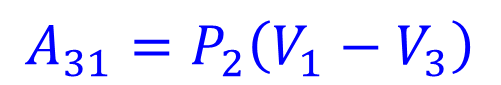 A₃₁ = P₂(V₁ − V₃)